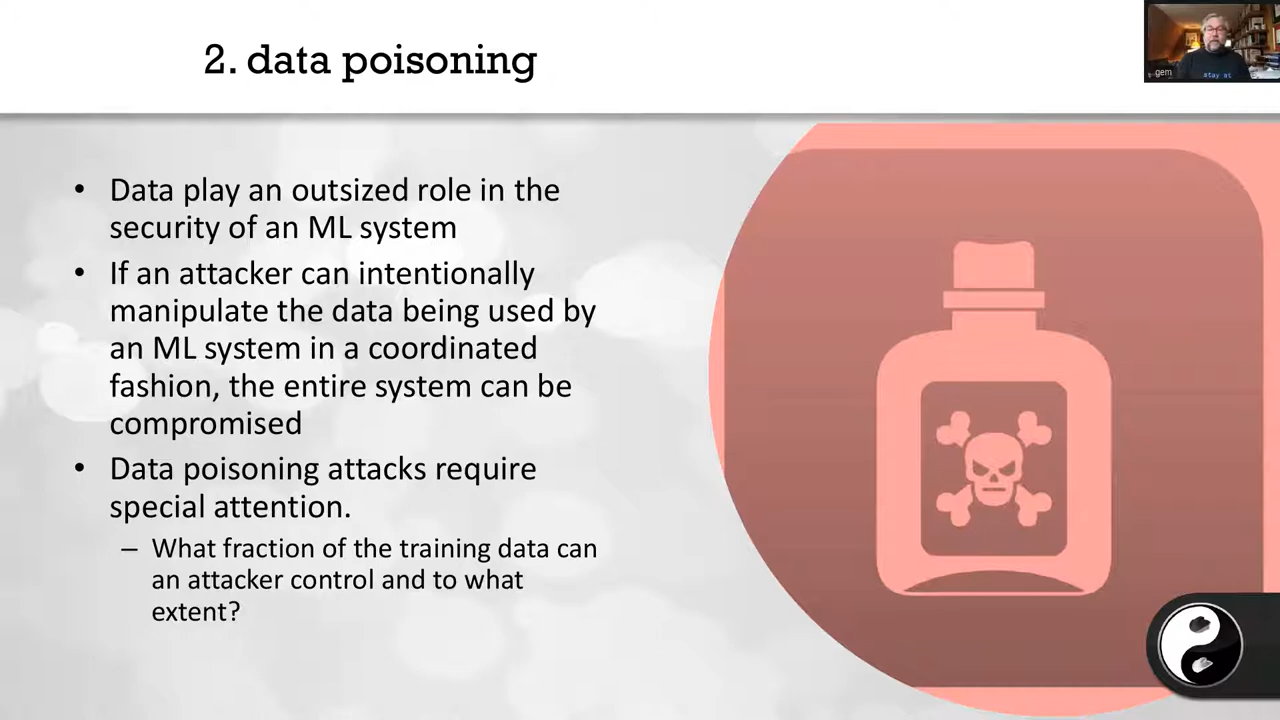 2. data poisoning
gem
stay at
• Data play an outsized role in the
security of an ML system
• If an attacker can intentionally
manipulate the data being used by
an ML system in a coordinated
fashion, the entire system can be
compromised
• Data poisoning attacks require
special attention.
– What fraction of the training data can
an attacker control and to what
extent?